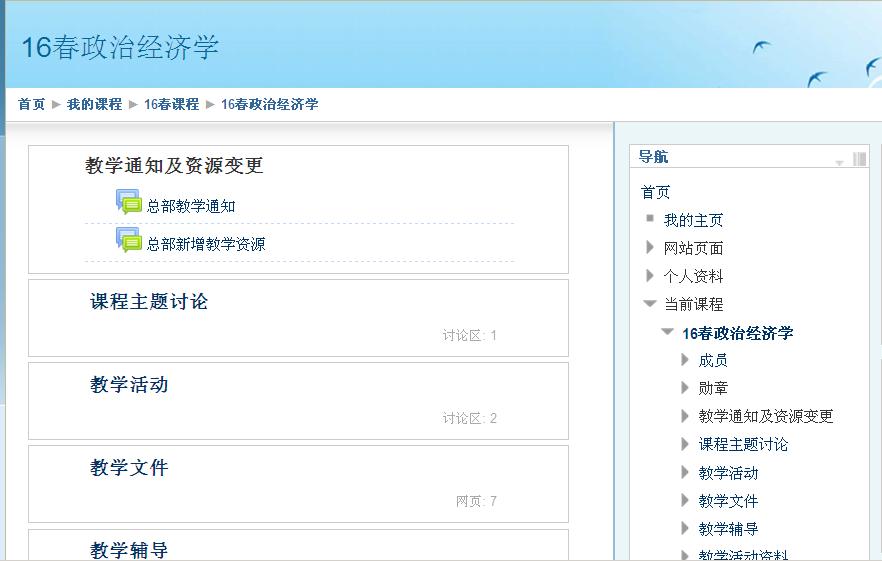 16春政治经济学
首页 ▶ 我的课程 ▶ 16春课程 ▶ 16春政治经济学
教学通知及资源变更
总部教学通知
总部新增教学资源
课程主题讨论
讨论区: 1
教学活动
讨论区: 2
教学文件
网页: 7
教学辅导
导航
首页
我的主页
网站页面
个人资料
当前课程
16春政治经济学
成员
勋章
教学通知及资源变更
课程主题讨论
教学活动
教学文件
教学辅导
教学活动资料